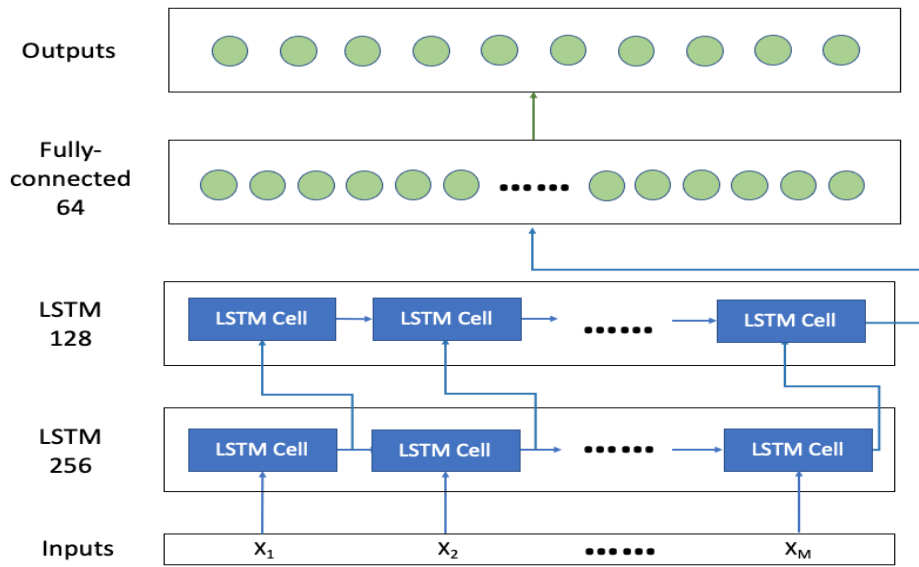 Outputs
Fully-
connected
64
......
LSTM
128
LSTM Cell LSTM Cell ...... LSTM Cell
LSTM
256
LSTM Cell LSTM Cell ...... LSTM Cell
Inputs
X₁ X₂ ...... X_M